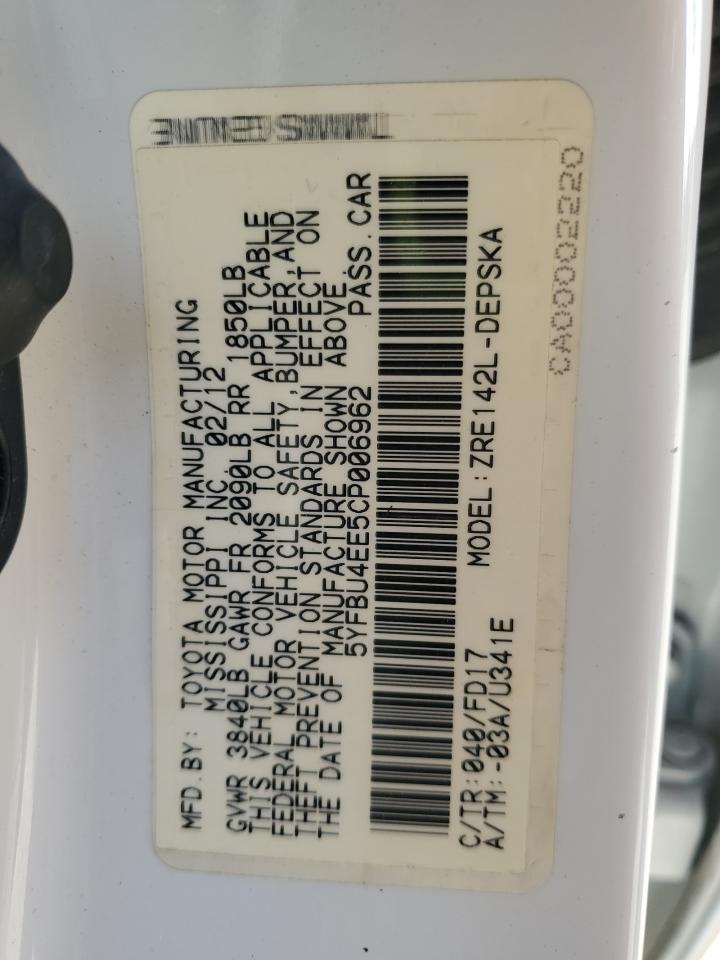 MFD.BY: TOYOTA MOTOR MANUFACTURING
MISSISSIPPI INC 02/12
GVWR 3840LB GAWR FR 2090LB RR 1850LB
THIS VEHICLE CONFORMS TO ALL APPLICABLE
FEDERAL MOTOR VEHICLE SAFETY,BUMPER,AND
THEFT PREVENTION STANDARDS IN EFFECT ON
THE DATE OF MANUFACTURE SHOWN ABOVE
5YFBU4EE5CP006962 PASS.CAR
C/TR:040/FD17 MODEL:ZRE142L-DEPSKA
A/TM:-03A/U341E
CA00002220